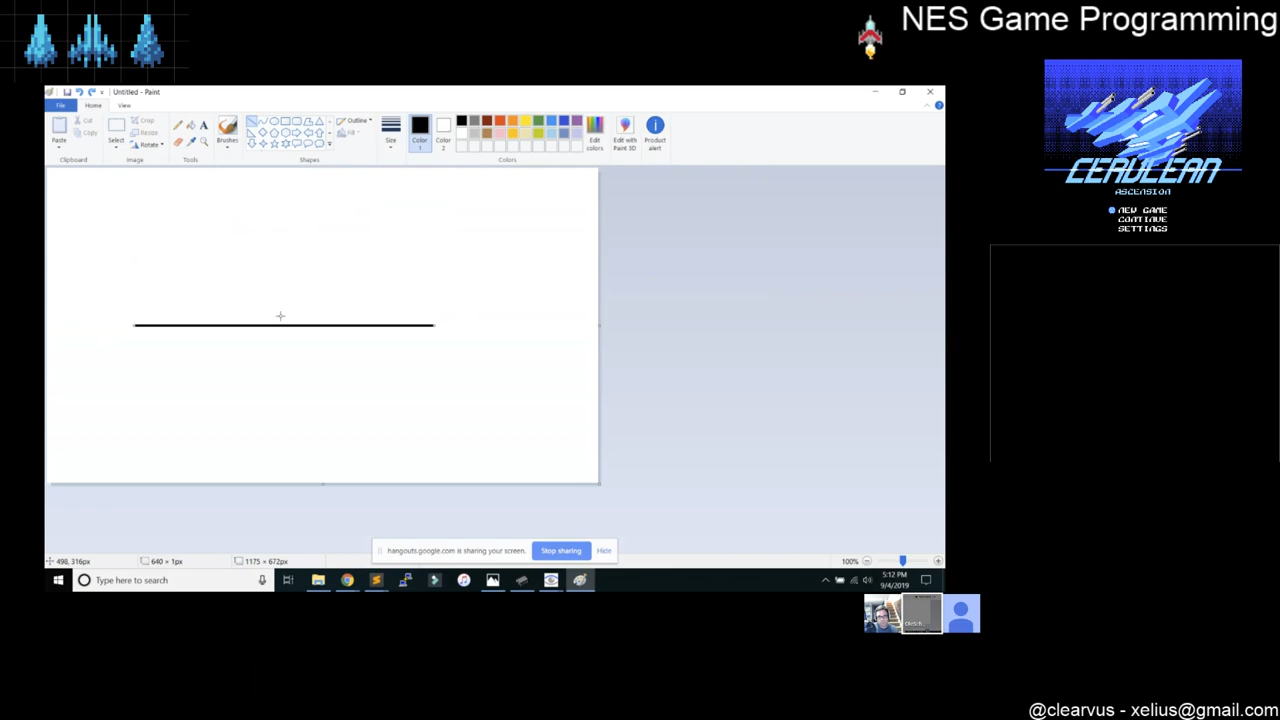 NES Game Programming
CERULEAN
ASCENSION
NEW GAME
CONTINUE
SETTINGS
Untitled - Paint
File Home View
Paste Cut Copy
Clipboard
Select Crop Resize Rotate
Image
Tools
Brushes
Outline
Fill
Shapes
Size
Color 1
Color 2
Edit colors
Edit with Paint 3D
Product alert
Colors
hangouts.google.com is sharing your screen. Stop sharing Hide
498, 316px 640 × 1px 1175 × 672px 100%
Type here to search
5:12 PM
9/4/2019
@clearvus - xelius@gmail.com